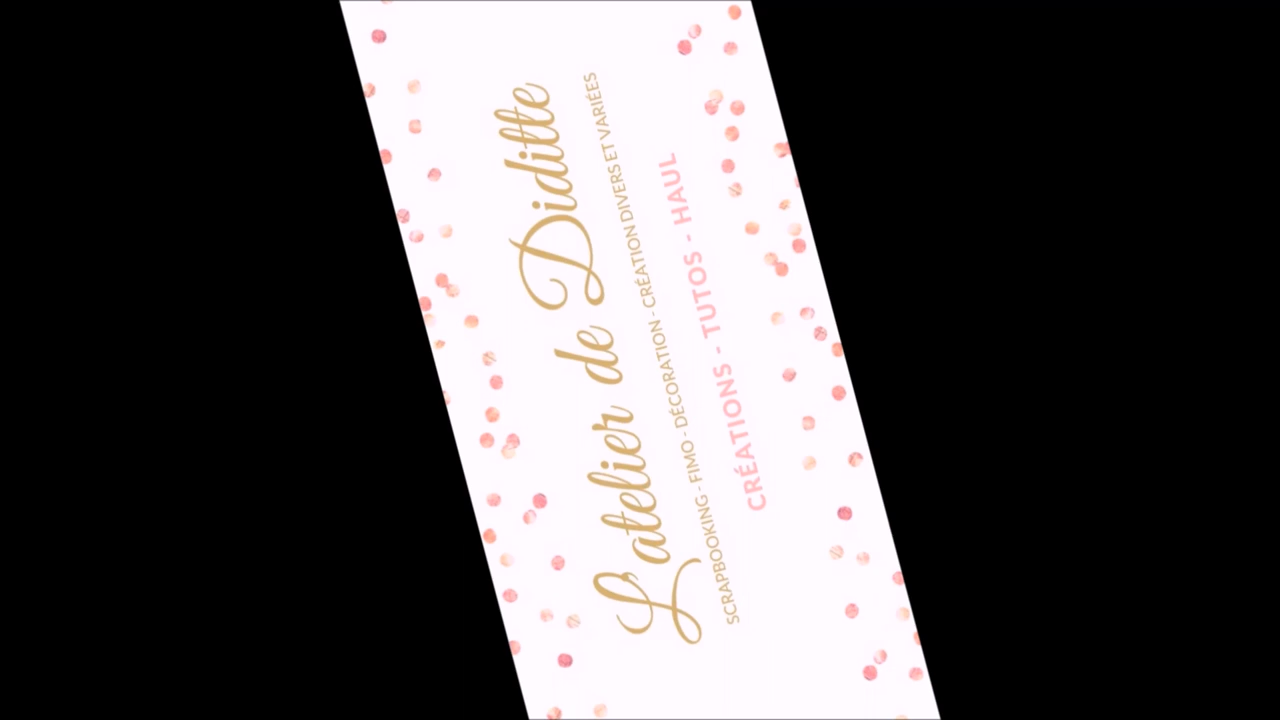 L'atelier de Diditte
SCRAPBOOKING - FIMO - DÉCORATION - CRÉATION DIVERS ET VARIÉES
CRÉATIONS - TUTOS - HAUL